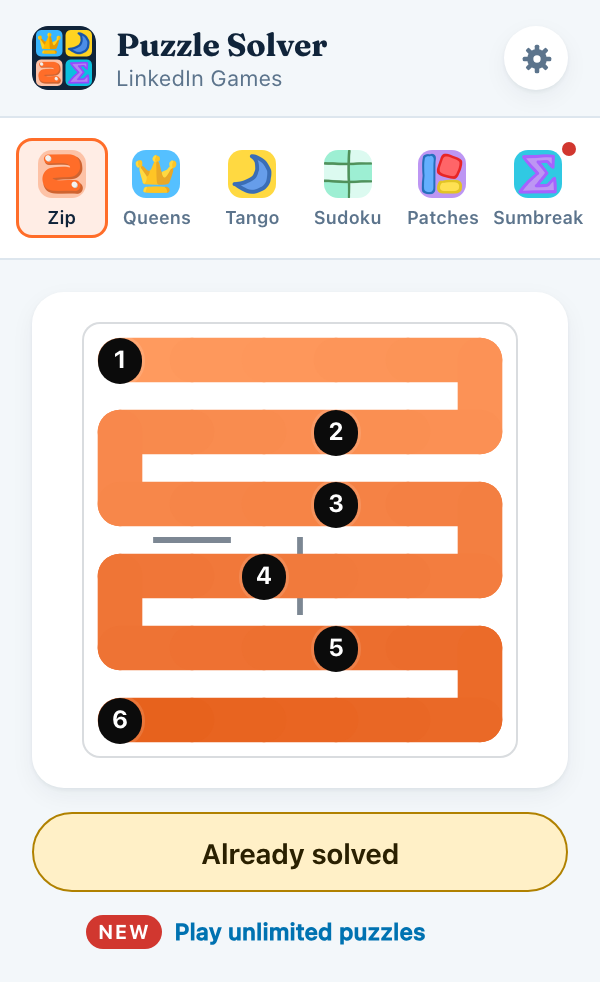 Puzzle Solver
LinkedIn Games
Zip
Queens
Tango
Sudoku
Patches
Sumbreak
1
2
3
4
5
6
Already solved
NEW Play unlimited puzzles